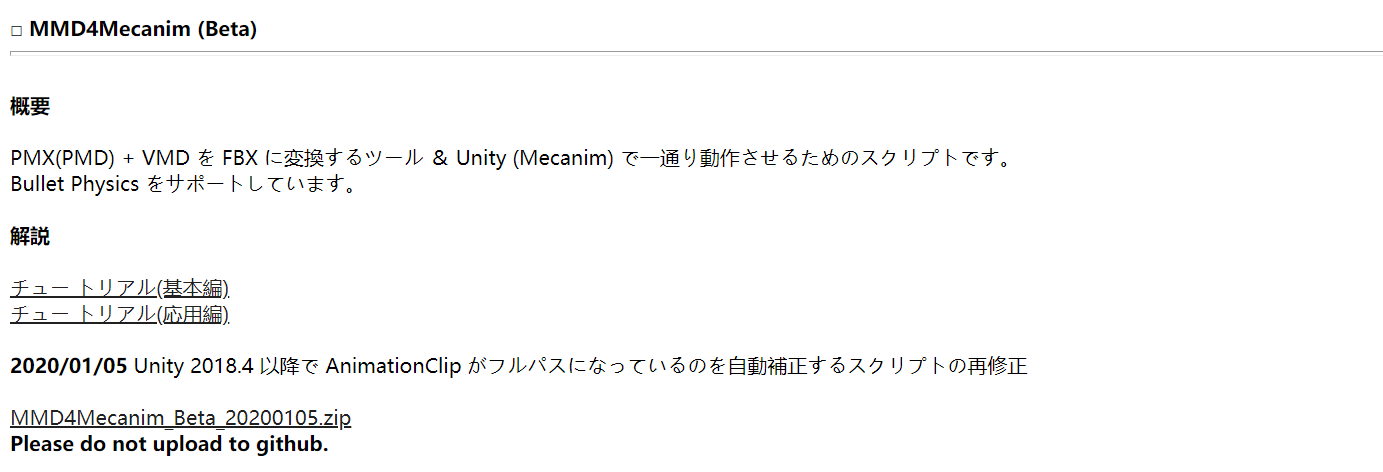 □ MMD4Mecanim (Beta)
概要
PMX(PMD) + VMD を FBX に変換するツール & Unity (Mecanim) で一通り動作させるためのスクリプトです。
Bullet Physics をサポートしています。
解説
チュー トリアル(基本編)
チュー トリアル(応用編)
2020/01/05 Unity 2018.4 以降で AnimationClip がフルパスになっているのを自動補正するスクリプトの再修正
MMD4Mecanim_Beta_20200105.zip
Please do not upload to github.